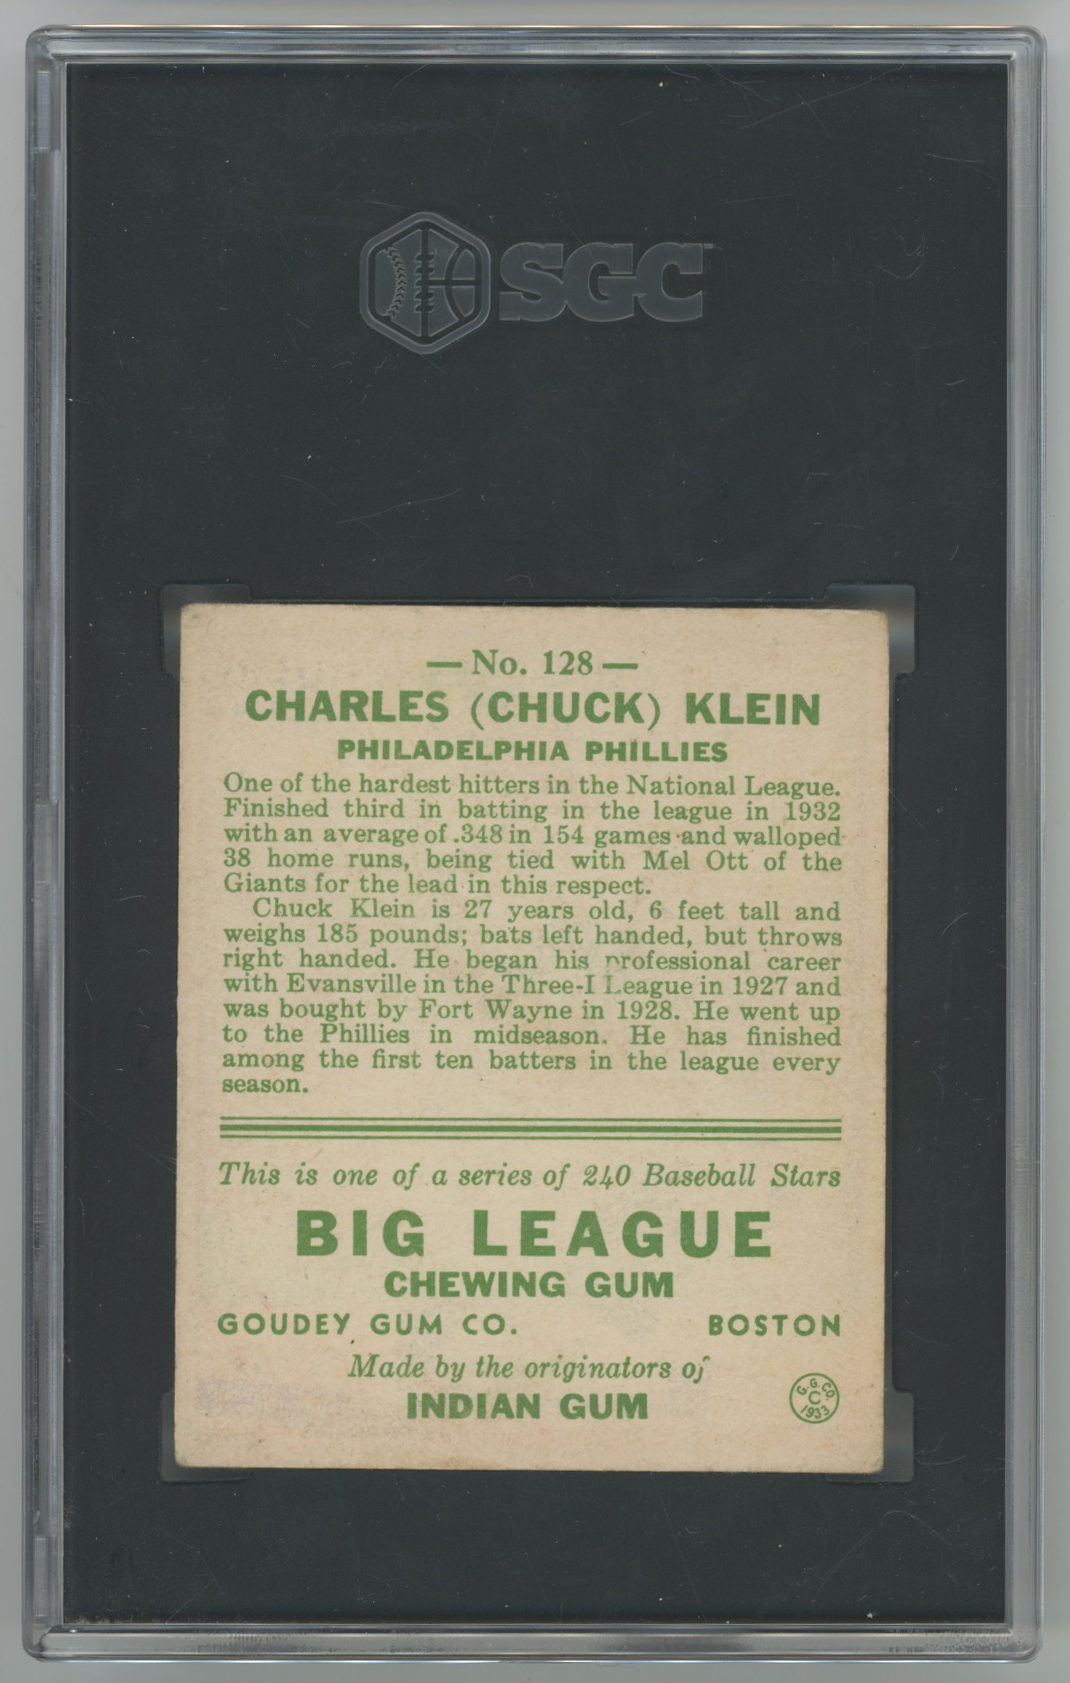 SGC
— No. 128 —
CHARLES (CHUCK) KLEIN
PHILADELPHIA PHILLIES
One of the hardest hitters in the National League.
Finished third in batting in the league in 1932
with an average of .348 in 154 games and walloped
38 home runs, being tied with Mel Ott of the
Giants for the lead in this respect.
Chuck Klein is 27 years old, 6 feet tall and
weighs 185 pounds; bats left handed, but throws
right handed. He began his professional career
with Evansville in the Three-I League in 1927 and
was bought by Fort Wayne in 1928. He went up
to the Phillies in midseason. He has finished
among the first ten batters in the league every
season.
This is one of a series of 240 Baseball Stars
BIG LEAGUE
CHEWING GUM
GOUDEY GUM CO. BOSTON
Made by the originators of
INDIAN GUM
G. G. CO.
C
1933